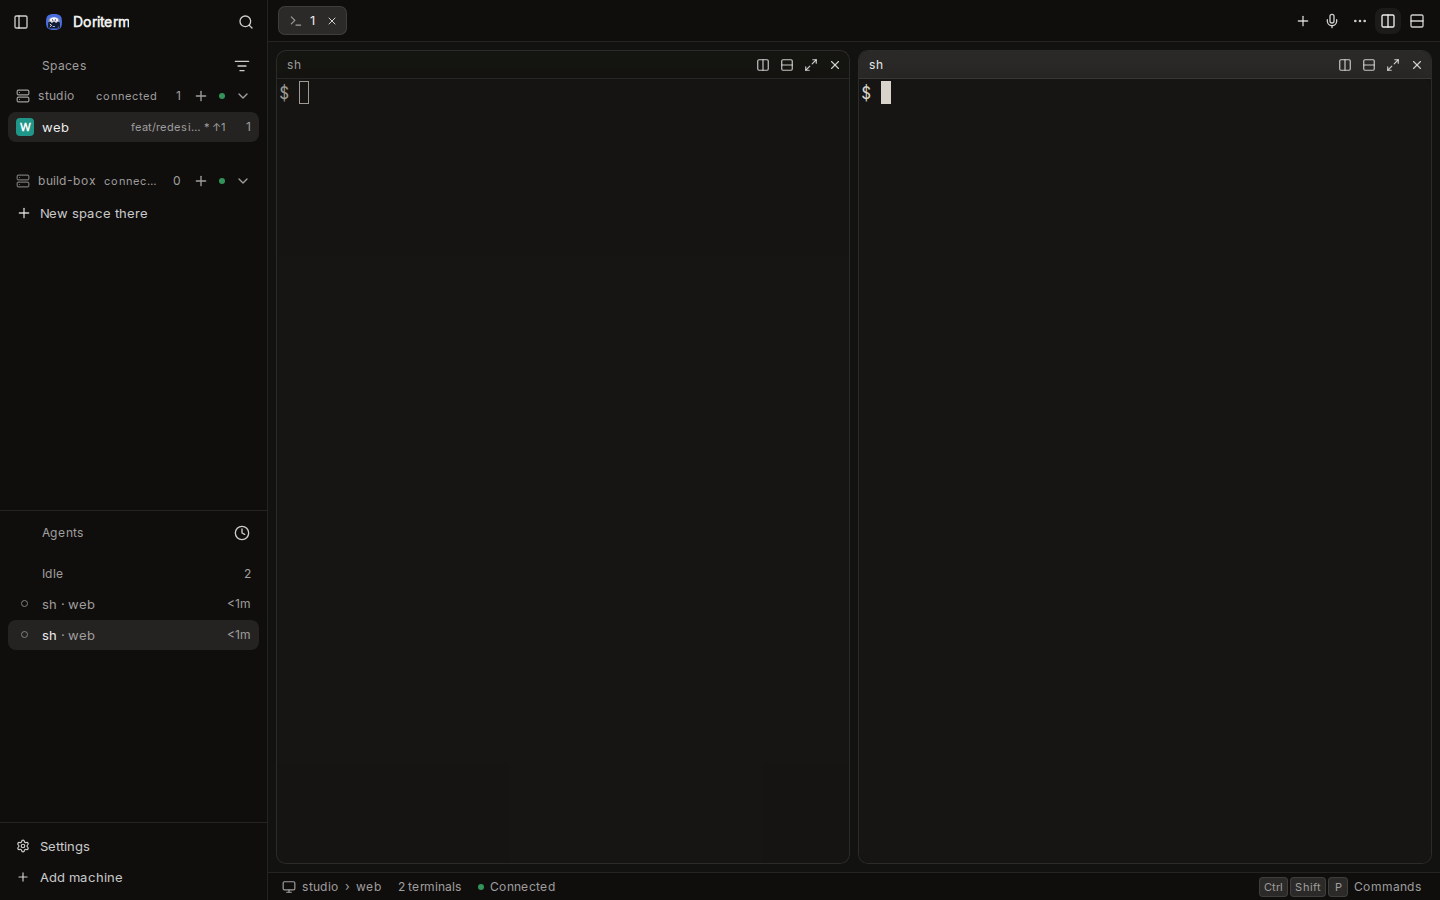 Doriterm
1
Spaces
studio connected 1
W web feat/redesi... * ↑1 1
build-box connec... 0
New space there
Agents
Idle 2
sh · web <1m
sh · web <1m
Settings
Add machine
sh
$
sh
$
studio › web 2 terminals Connected
Ctrl Shift P Commands